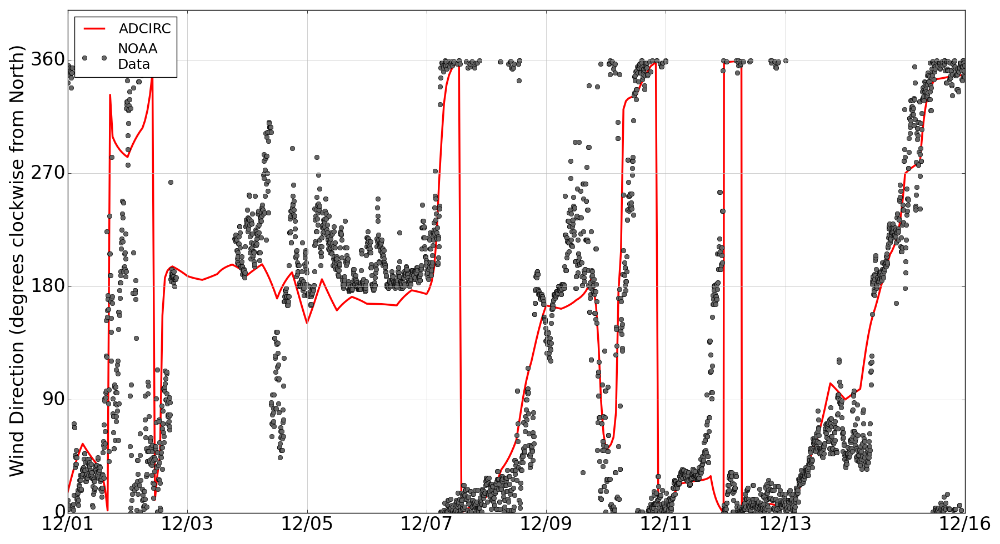 ADCIRC
NOAA
Data
Wind Direction (degrees clockwise from North)
360
270
180
90
0
12/01 12/03 12/05 12/07 12/09 12/11 12/13 12/16